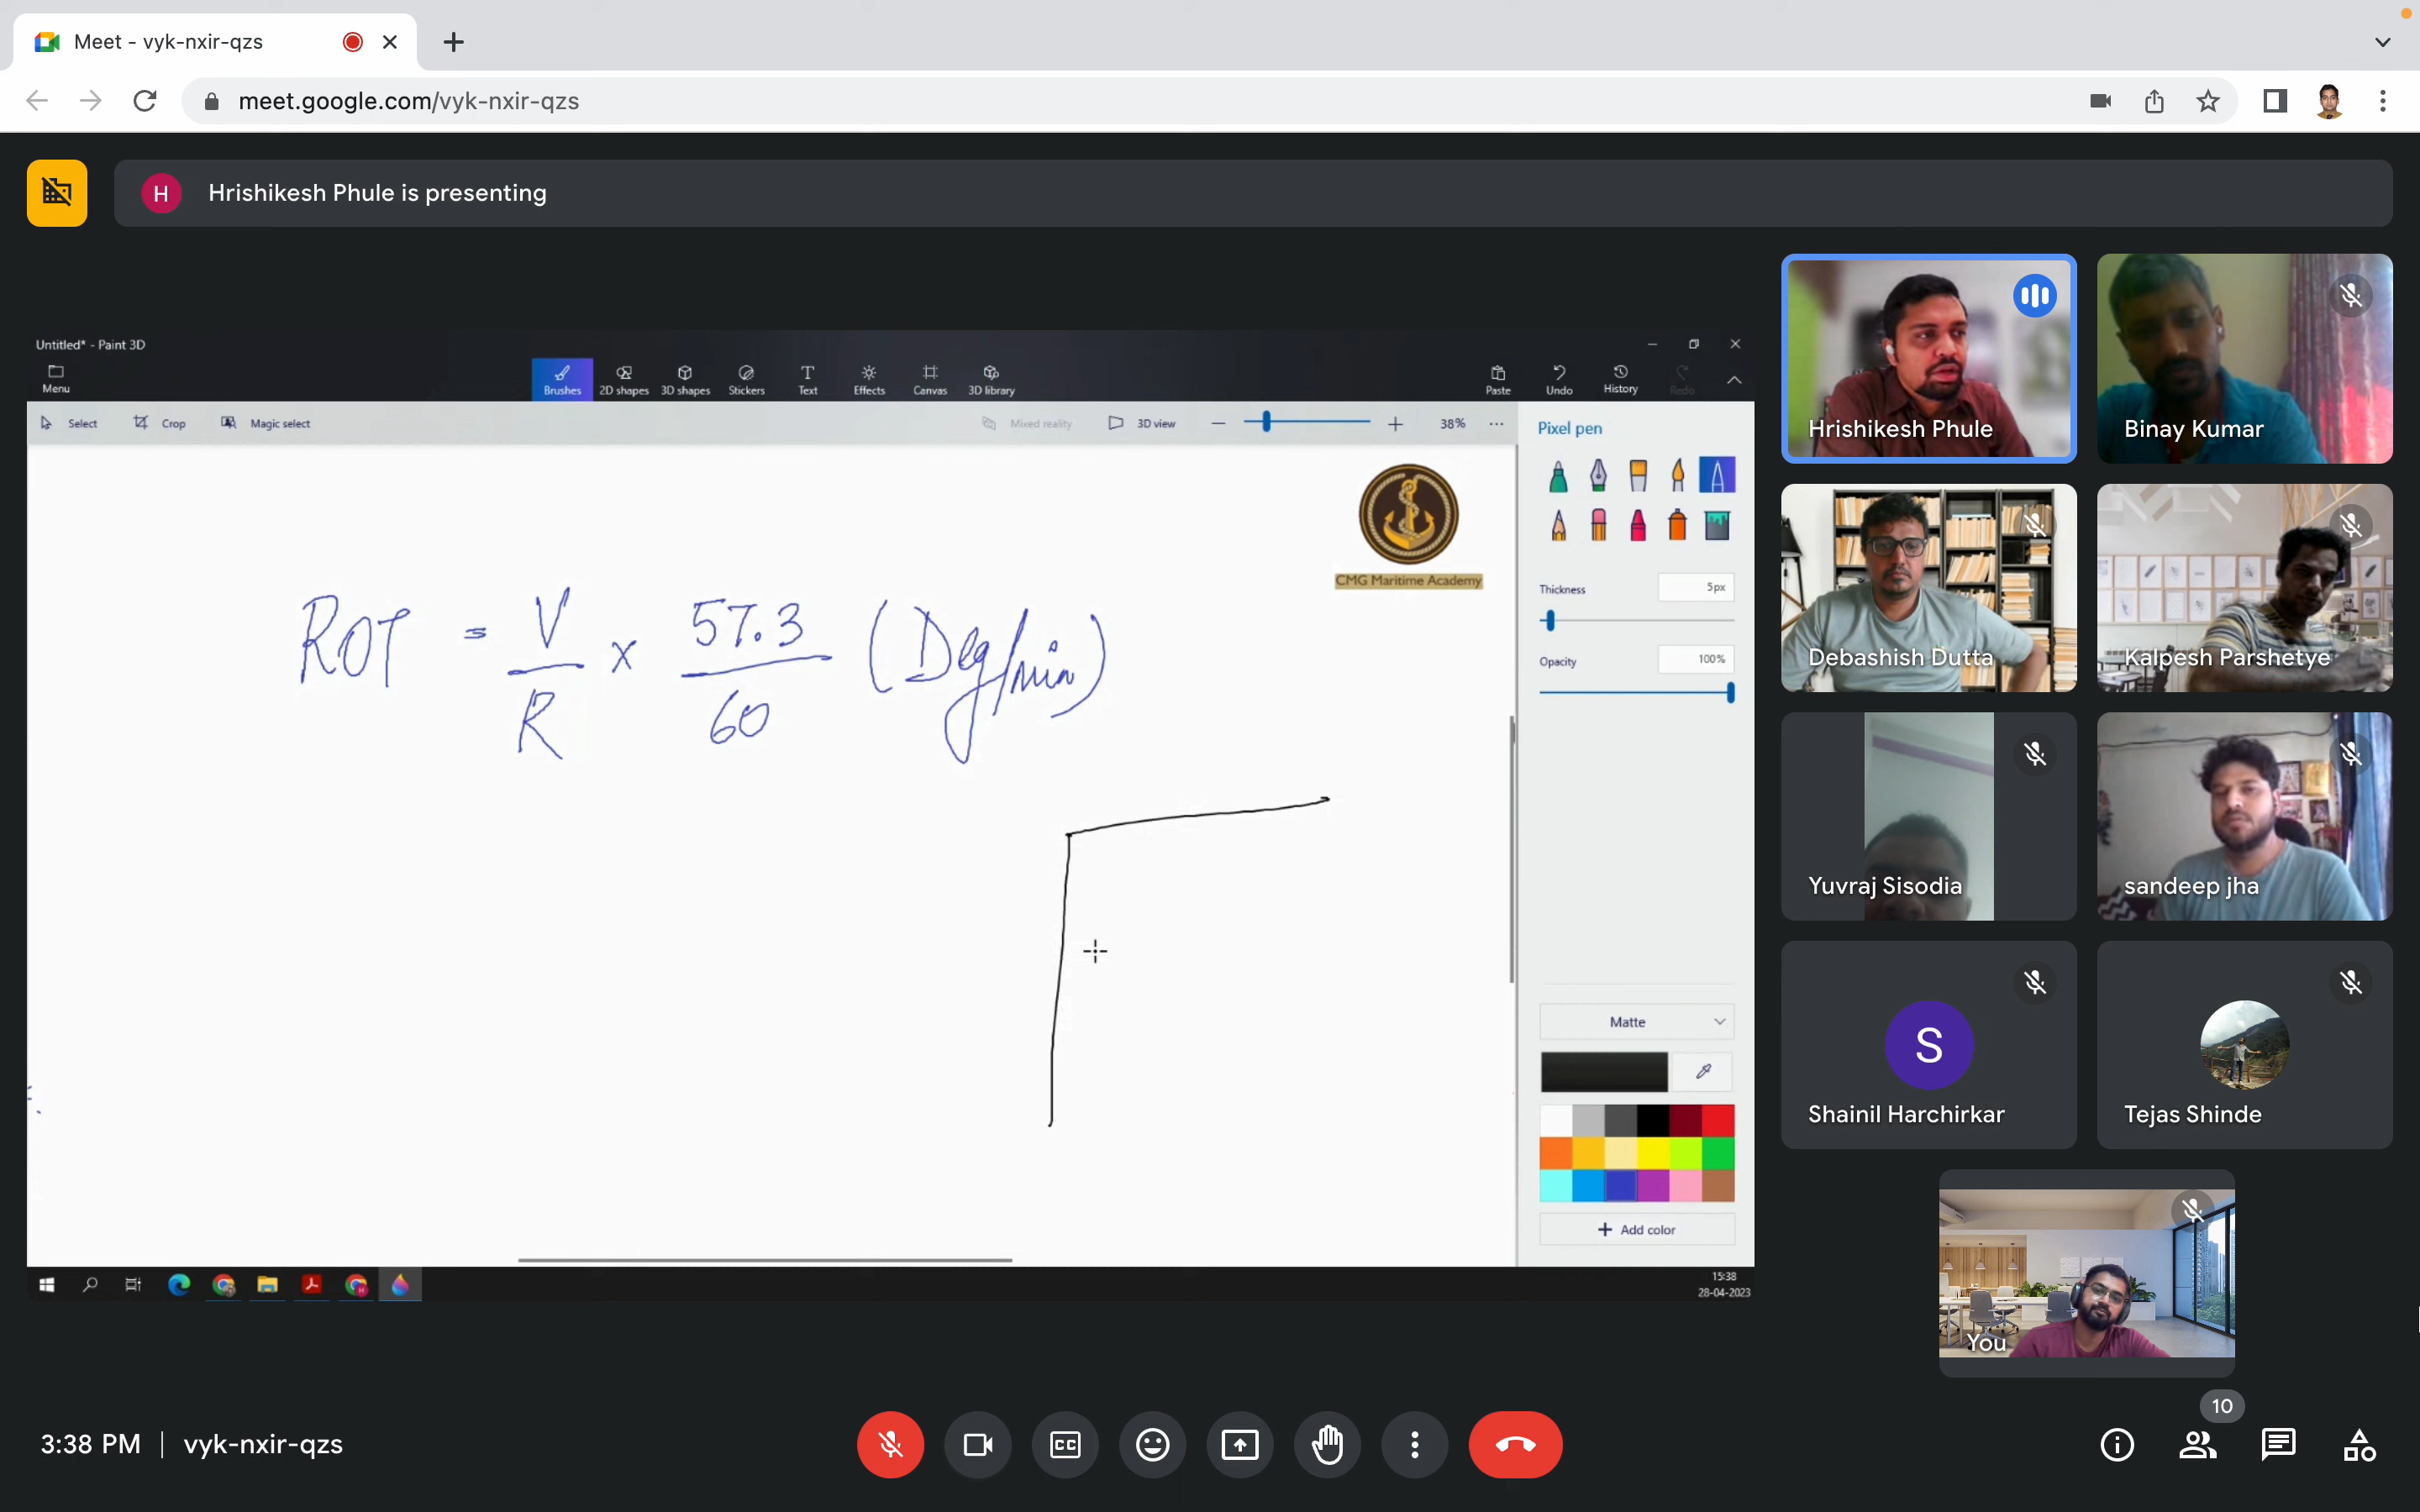 Meet - vyk-nxir-qzs
meet.google.com/vyk-nxir-qzs
H Hrishikesh Phule is presenting
Untitled* - Paint 3D
Menu
Brushes 2D shapes 3D shapes Stickers Text Effects Canvas 3D library Paste Undo History Redo
Select Crop Magic select Mixed reality 3D view 38%
Pixel pen
Thickness 5px
Opacity 100%
Matte
Add color
CMG Maritime Academy
ROT = V/R x 57.3/60 (Deg/min)
15:38
28-04-2023
Hrishikesh Phule
Binay Kumar
Debashish Dutta
Kalpesh Parshetye
Yuvraj Sisodia
sandeep jha
S
Shainil Harchirkar
Tejas Shinde
You
3:38 PM | vyk-nxir-qzs
CC
10